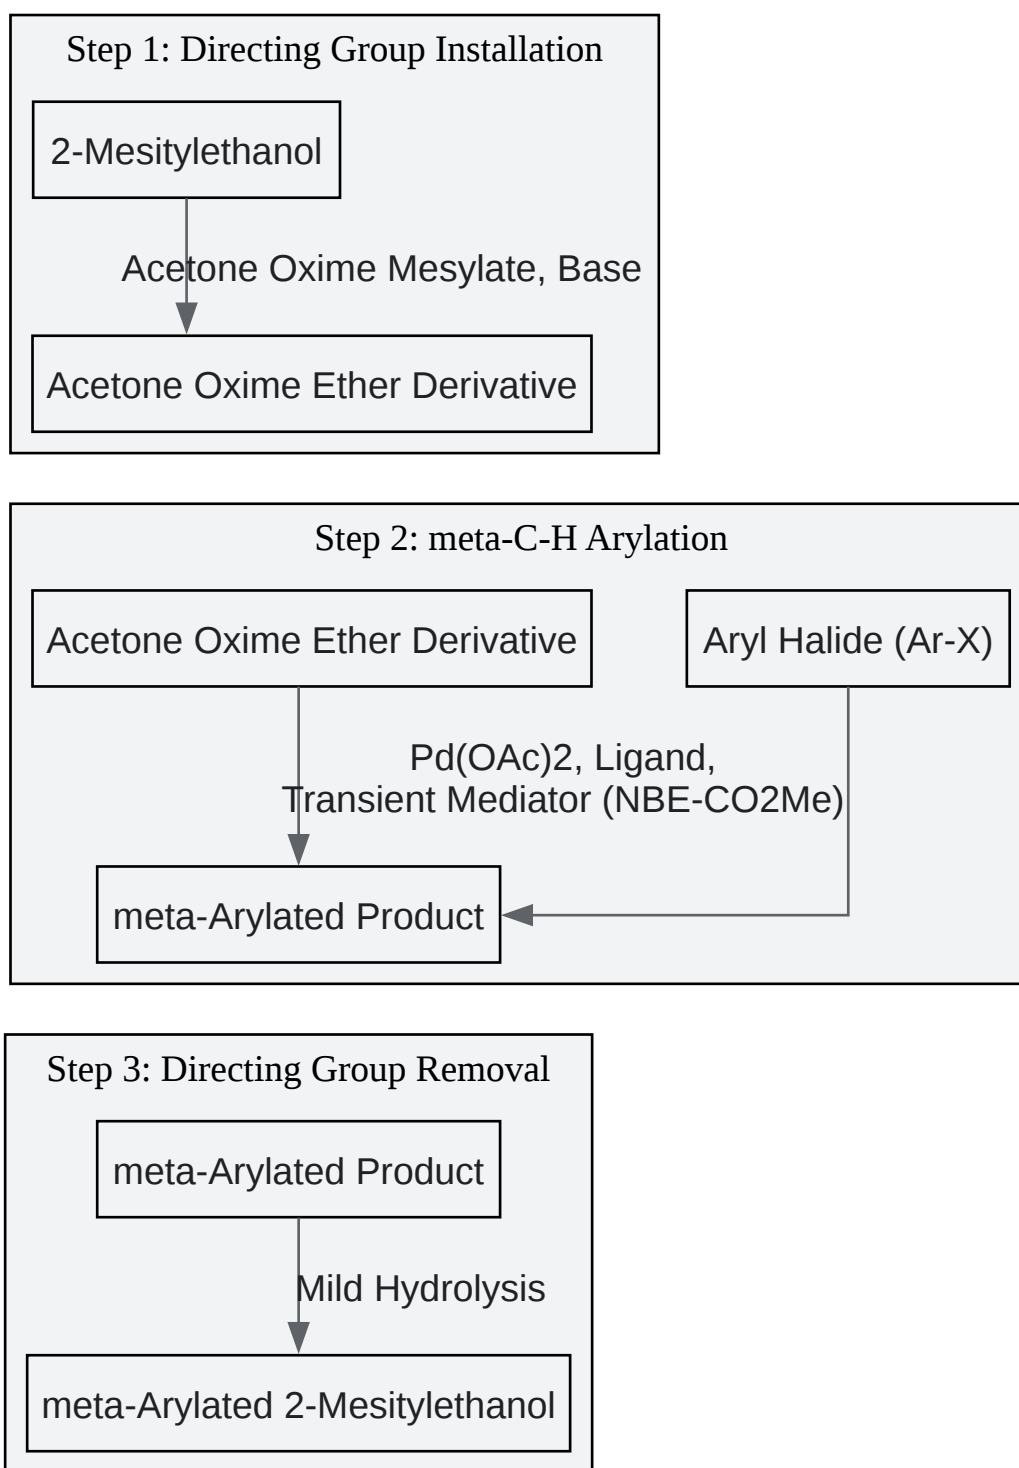 Step 1: Directing Group Installation
2-Mesitylethanol
Acetone Oxime Mesylate, Base
Acetone Oxime Ether Derivative
Step 2: meta-C-H Arylation
Acetone Oxime Ether Derivative
Aryl Halide (Ar-X)
Pd(OAc)2, Ligand,
Transient Mediator (NBE-CO2Me)
meta-Arylated Product
Step 3: Directing Group Removal
meta-Arylated Product
Mild Hydrolysis
meta-Arylated 2-Mesitylethanol